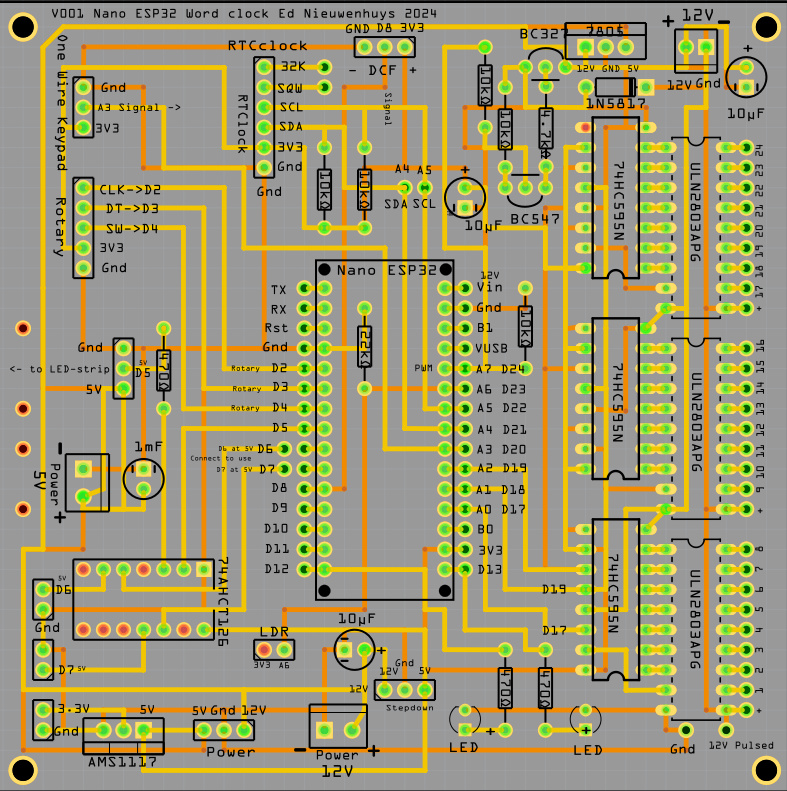 V001 Nano ESP32 Word clock Ed Nieuwenhuys 2024
GND D8 3V3
- DCF +
Signal
BC327
7805
12V GND 5V
+ 12V -
12V Gnd
+
10µF
1N5817
One Wire Keypad
Gnd
A3 Signal ->
3V3
RTCclock
RTClock
32K
SQW
SCL
SDA
3V3
Gnd
Gnd
10kΩ
10kΩ
4.7kΩ
10kΩ
10kΩ
A4 A5
SDA SCL
+
10µF
BC547
Rotary
CLK->D2
DT->D3
SW->D4
3V3
Gnd
74HC595N
ULN2803APG
24
23
22
21
20
19
18
17
+
Nano ESP32
TX
RX
Rst
Gnd
Rotary D2
Rotary D3
Rotary D4
D5
D6 at 5V D6
Connect to use
D7 at 5V D7
D8
D9
D10
D11
D12
12V
Vin
Gnd
B1
VUSB
PWM A7 D24
A6 D23
A5 D22
A4 D21
A3 D20
A2 D19
A1 D18
A0 D17
B0
3V3
D13
22kΩ
10kΩ
74HC595N
ULN2803APG
16
15
14
13
12
11
10
9
+
Gnd
<- to LED-strip
5V
D5
5V
470Ω
1mF
-
Power
5V
+
74AHCT126
5V
D6
Gnd
D7 5V
3.3V
Gnd
5V
AMS1117
5V Gnd 12V
Power
LDR
3V3 A6
10µF
- +
12V
- Power +
12V
Gnd
12V 5V
Stepdown
D19
D17
470Ω
470Ω
+
LED
+
LED
74HC595N
ULN2803APG
8
7
6
5
4
3
2
1
+
Gnd
12V Pulsed